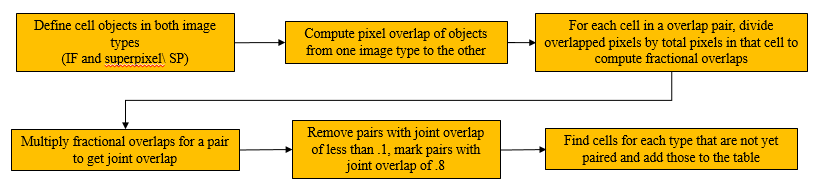 Define cell objects in both image
types
(IF and superpixel\ SP)
Compute pixel overlap of objects
from one image type to the other
For each cell in a overlap pair, divide
overlapped pixels by total pixels in that cell to
compute fractional overlaps
Multiply fractional overlaps for a pair
to get joint overlap
Remove pairs with joint overlap
of less than .1, mark pairs with
joint overlap of .8
Find cells for each type that are not yet
paired and add those to the table